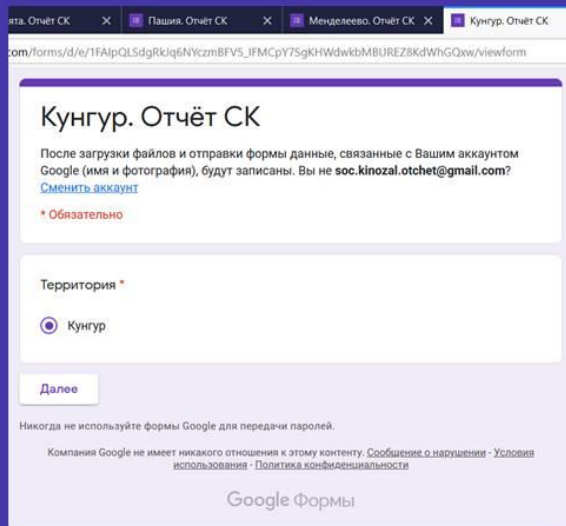 ята. Отчёт СК
Пашия. Отчёт СК
Менделеево. Отчёт СК
Кунгур. Отчёт СК
com/forms/d/e/1FAIpQLSdgRkJq6NYczmBFV5_IFMCpY7SgKHWdwkbM8UREZ8KdWhGQxw/viewform
Кунгур. Отчёт СК
После загрузки файлов и отправки формы данные, связанные с Вашим аккаунтом
Google (имя и фотография), будут записаны. Вы не soc.kinozal.otchet@gmail.com?
Сменить аккаунт
* Обязательно
Территория *
Кунгур
Далее
Никогда не используйте формы Google для передачи паролей.
Компания Google не имеет никакого отношения к этому контенту. Сообщение о нарушении - Условия
использования - Политика конфиденциальности
Google Формы